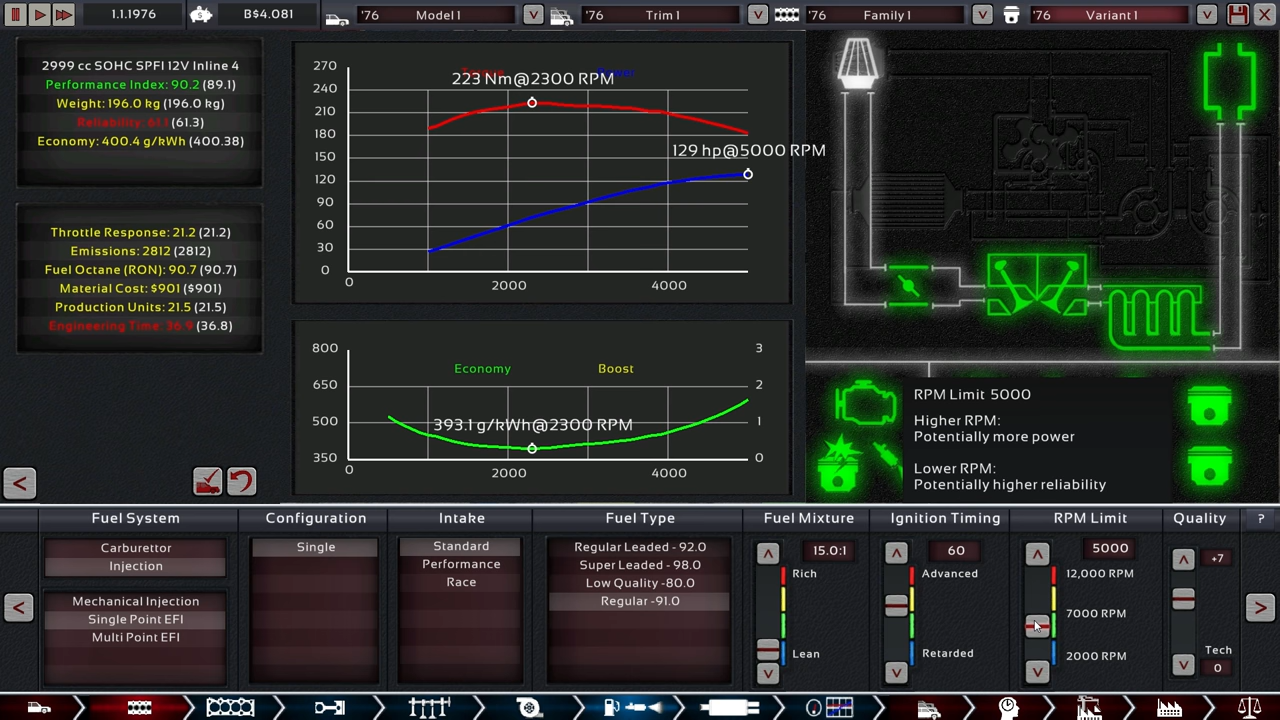 1.1.1976
B$4.081
'76 Model 1
'76 Trim 1
'76 Family 1
'76 Variant 1
2999 cc SOHC SPFI 12V Inline 4
Performance Index: 90.2 (89.1)
Weight: 196.0 kg (196.0 kg)
Reliability: 61.1 (61.3)
Economy: 400.4 g/kWh (400.38)
Throttle Response: 21.2 (21.2)
Emissions: 2812 (2812)
Fuel Octane (RON): 90.7 (90.7)
Material Cost: $901 ($901)
Production Units: 21.5 (21.5)
Engineering Time: 36.9 (36.8)
270
240
210
180
150
120
90
60
30
0
Torque
Power
223 Nm@2300 RPM
129 hp@5000 RPM
0
2000
4000
800
650
500
350
3
2
1
0
Economy
Boost
393.1 g/kWh@2300 RPM
0
2000
4000
RPM Limit 5000
Higher RPM:
Potentially more power
Lower RPM:
Potentially higher reliability
<
Fuel System
Configuration
Intake
Fuel Type
Fuel Mixture
Ignition Timing
RPM Limit
Quality
?
Carburettor
Injection
Mechanical Injection
Single Point EFI
Multi Point EFI
Single
Standard
Performance
Race
Regular Leaded - 92.0
Super Leaded - 98.0
Low Quality -80.0
Regular -91.0
15.0:1
Rich
Lean
60
Advanced
Retarded
5000
12,000 RPM
7000 RPM
2000 RPM
+7
Tech
0
<
>